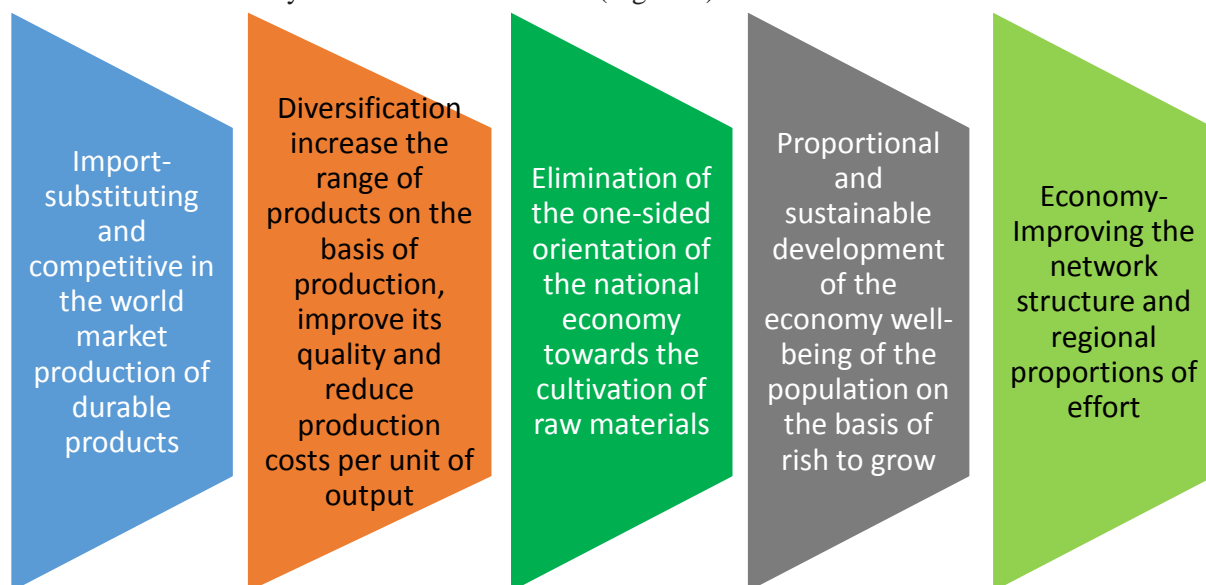 Import-
substituting
and
competitive in
the world
market
production of
durable
products
Diversification
increase the
range of
products on the
basis of
production,
improve its
quality and
reduce
production
costs per unit of
output
Elimination of
the one-sided
orientation of
the national
economy
towards the
cultivation of
raw materials
Proportional
and
sustainable
development
of the
economy well-
being of the
population on
the basis of
rish to grow
Economy-
Improving the
network
structure and
regional
proportions of
effort